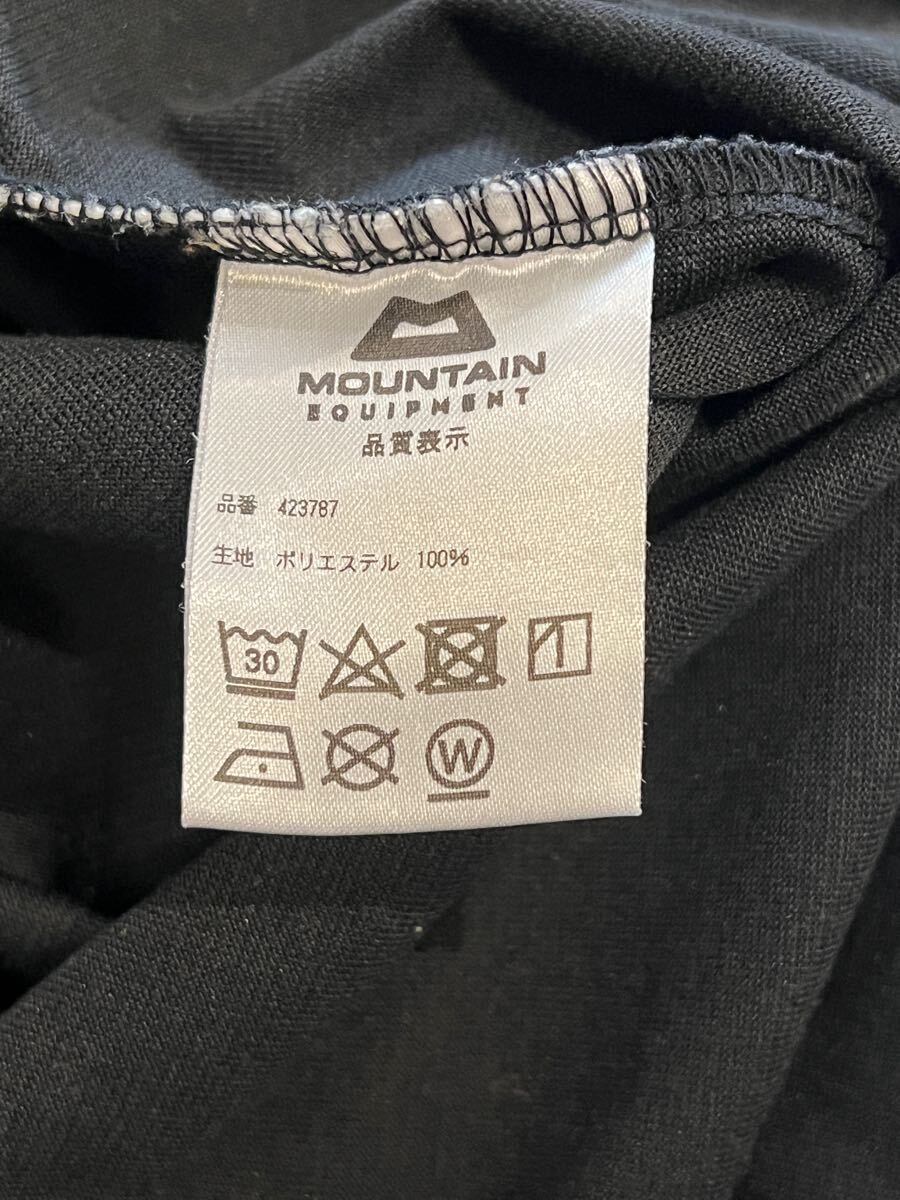 MOUNTAIN
EQUIPMENT
品質表示
品番 423787
生地 ポリエステル 100%
30
W